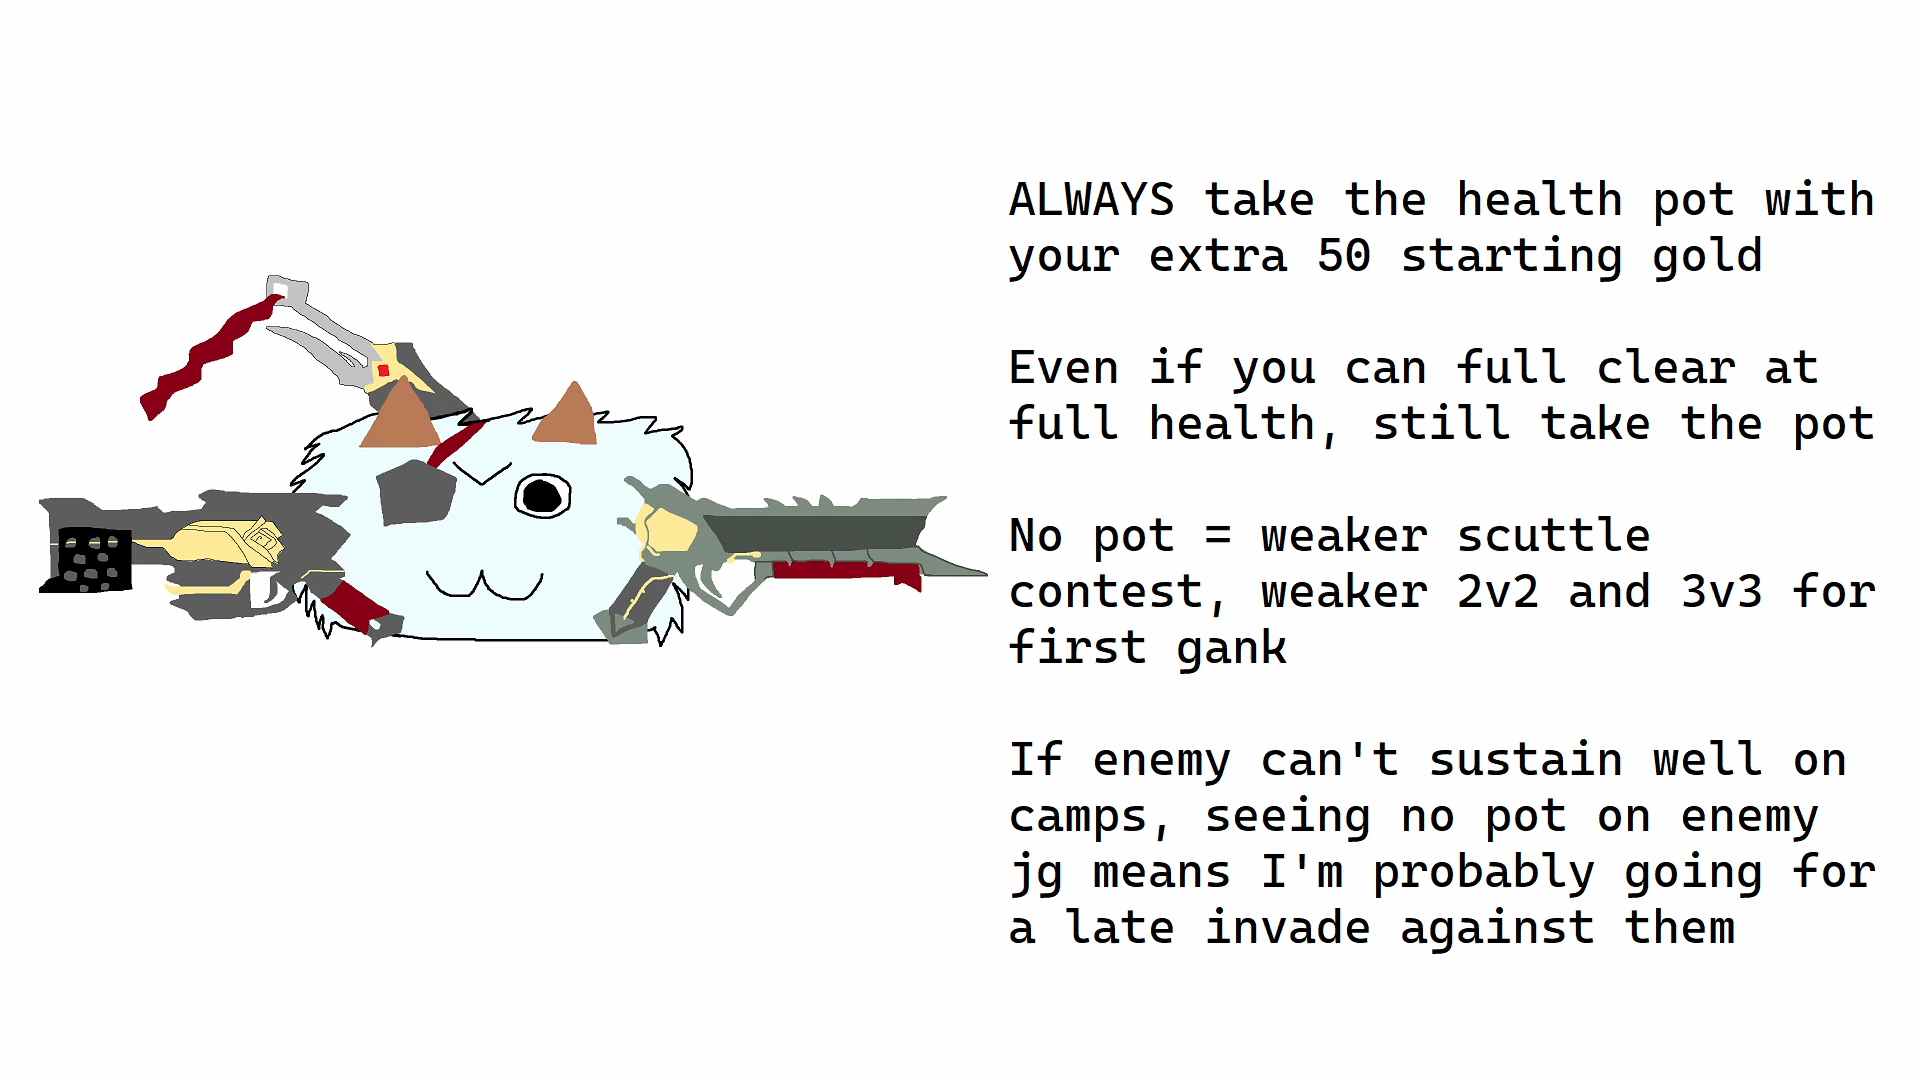 ALWAYS take the health pot with
your extra 50 starting gold
Even if you can full clear at
full health, still take the pot
No pot = weaker scuttle
contest, weaker 2v2 and 3v3 for
first gank
If enemy can't sustain well on
camps, seeing no pot on enemy
jg means I'm probably going for
a late invade against them